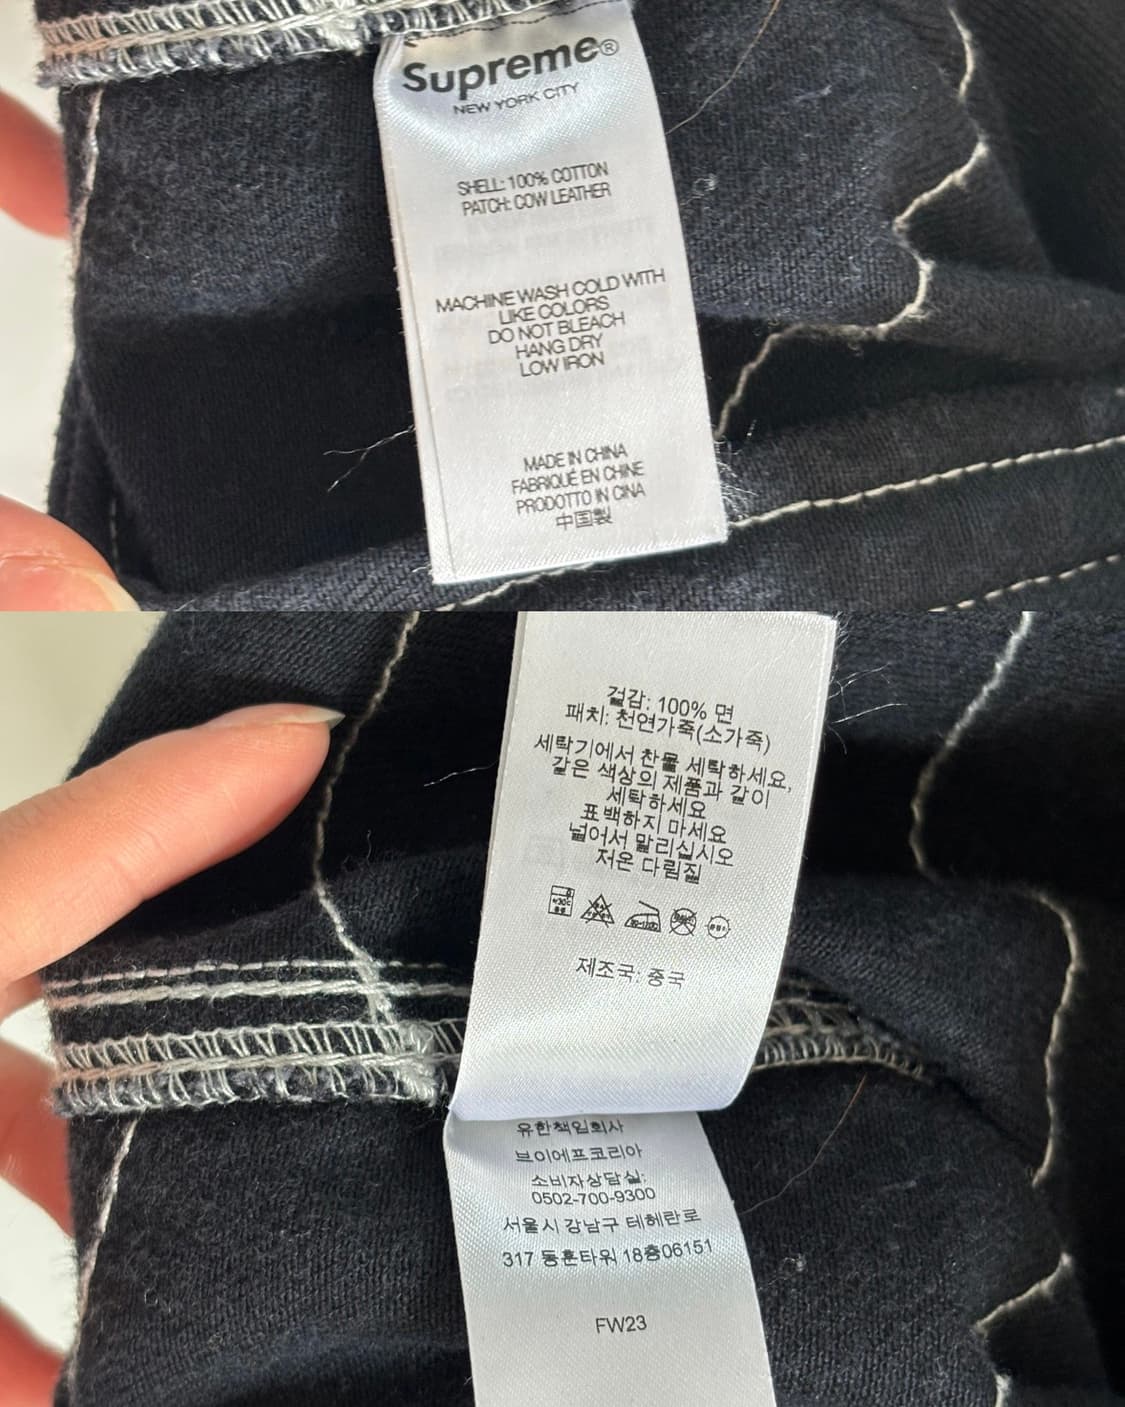 Supreme®
NEW YORK CITY
SHELL: 100% COTTON
PATCH: COW LEATHER
MACHINE WASH COLD WITH
LIKE COLORS
DO NOT BLEACH
HANG DRY
LOW IRON
MADE IN CHINA
FABRIQUÉ EN CHINE
PRODOTTO IN CINA
中国製
겉감: 100% 면
패치: 천연가죽(소가죽)
세탁기에서 찬물 세탁하세요,
같은 색상의 제품과 같이
세탁하세요
표백하지 마세요
널어서 말리십시오
저온 다림질
제조국: 중국
유한책임회사
브이에프코리아
소비자상담실:
0502-700-9300
서울시 강남구 테헤란로
317 동훈타워 18층06151
FW23